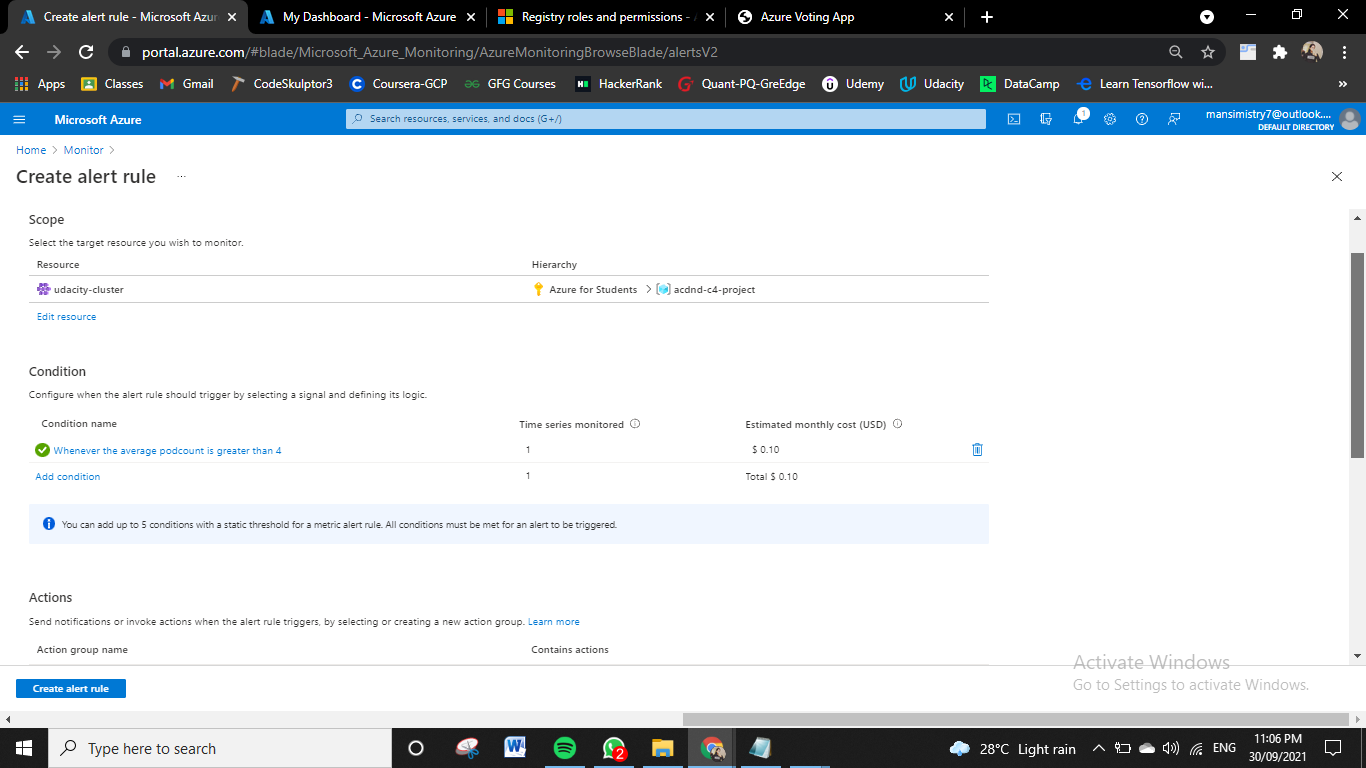 Create alert rule - Microsoft Azur
My Dashboard - Microsoft Azure
Registry roles and permissions -
Azure Voting App
portal.azure.com/#blade/Microsoft_Azure_Monitoring/AzureMonitoringBrowseBlade/alertsV2
Apps Classes Gmail CodeSkulptor3 Coursera-GCP GFG Courses HackerRank Quant-PQ-GreEdge Udemy Udacity DataCamp Learn Tensorflow wi...
Microsoft Azure
Search resources, services, and docs (G+/)
1
mansimistry7@outlook....
DEFAULT DIRECTORY
Home > Monitor >
Create alert rule ...
Scope
Select the target resource you wish to monitor.
Resource Hierarchy
udacity-cluster Azure for Students > acdnd-c4-project
Edit resource
Condition
Configure when the alert rule should trigger by selecting a signal and defining its logic.
Condition name Time series monitored Estimated monthly cost (USD)
Whenever the average podcount is greater than 4 1 $ 0.10
Add condition 1 Total $ 0.10
You can add up to 5 conditions with a static threshold for a metric alert rule. All conditions must be met for an alert to be triggered.
Actions
Send notifications or invoke actions when the alert rule triggers, by selecting or creating a new action group. Learn more
Action group name Contains actions
Activate Windows
Go to Settings to activate Windows.
Create alert rule
Type here to search
2
28°C Light rain
ENG
11:06 PM
30/09/2021